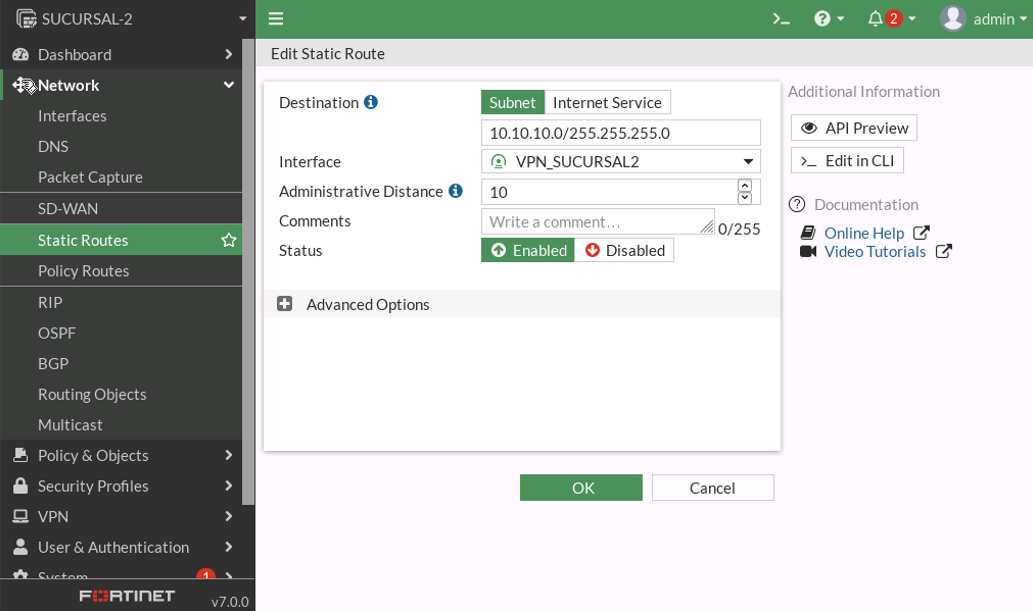 SUCURSAL-2
2
admin
Dashboard
Network
Interfaces
DNS
Packet Capture
SD-WAN
Static Routes
Policy Routes
RIP
OSPF
BGP
Routing Objects
Multicast
Policy & Objects
Security Profiles
VPN
User & Authentication
System
1
FORTINET
v7.0.0
Edit Static Route
Destination
Subnet Internet Service
10.10.10.0/255.255.255.0
Interface
VPN_SUCURSAL2
Administrative Distance
10
Comments
Write a comment...
0/255
Status
Enabled Disabled
Advanced Options
OK Cancel
Additional Information
API Preview
>_ Edit in CLI
Documentation
Online Help
Video Tutorials